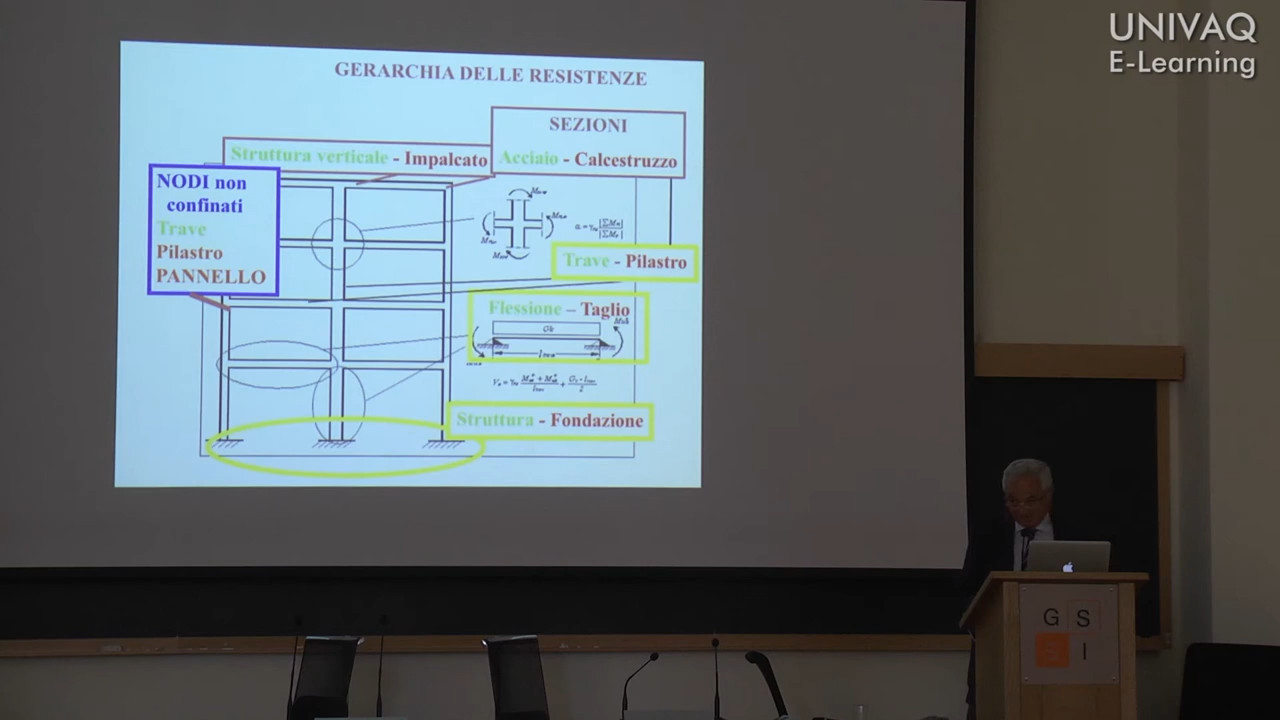 UNIVAQ
E-Learning
GERARCHIA DELLE RESISTENZE
SEZIONI
Struttura verticale - Impalcato
Acciaio - Calcestruzzo
NODI non
confinati
Trave
Pilastro
PANNELLO
Trave - Pilastro
Flessione – Taglio
Struttura - Fondazione
G S
S I